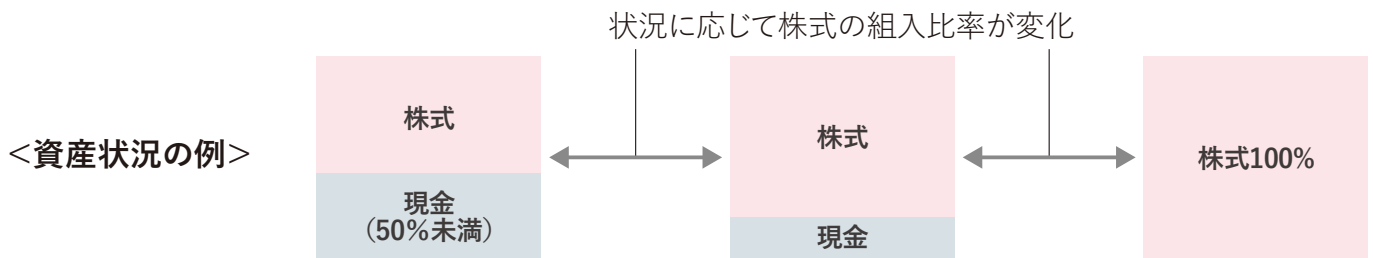 状況に応じて株式の組入比率が変化
<資産状況の例>
株式
現金
(50%未満)
株式
現金
株式100%